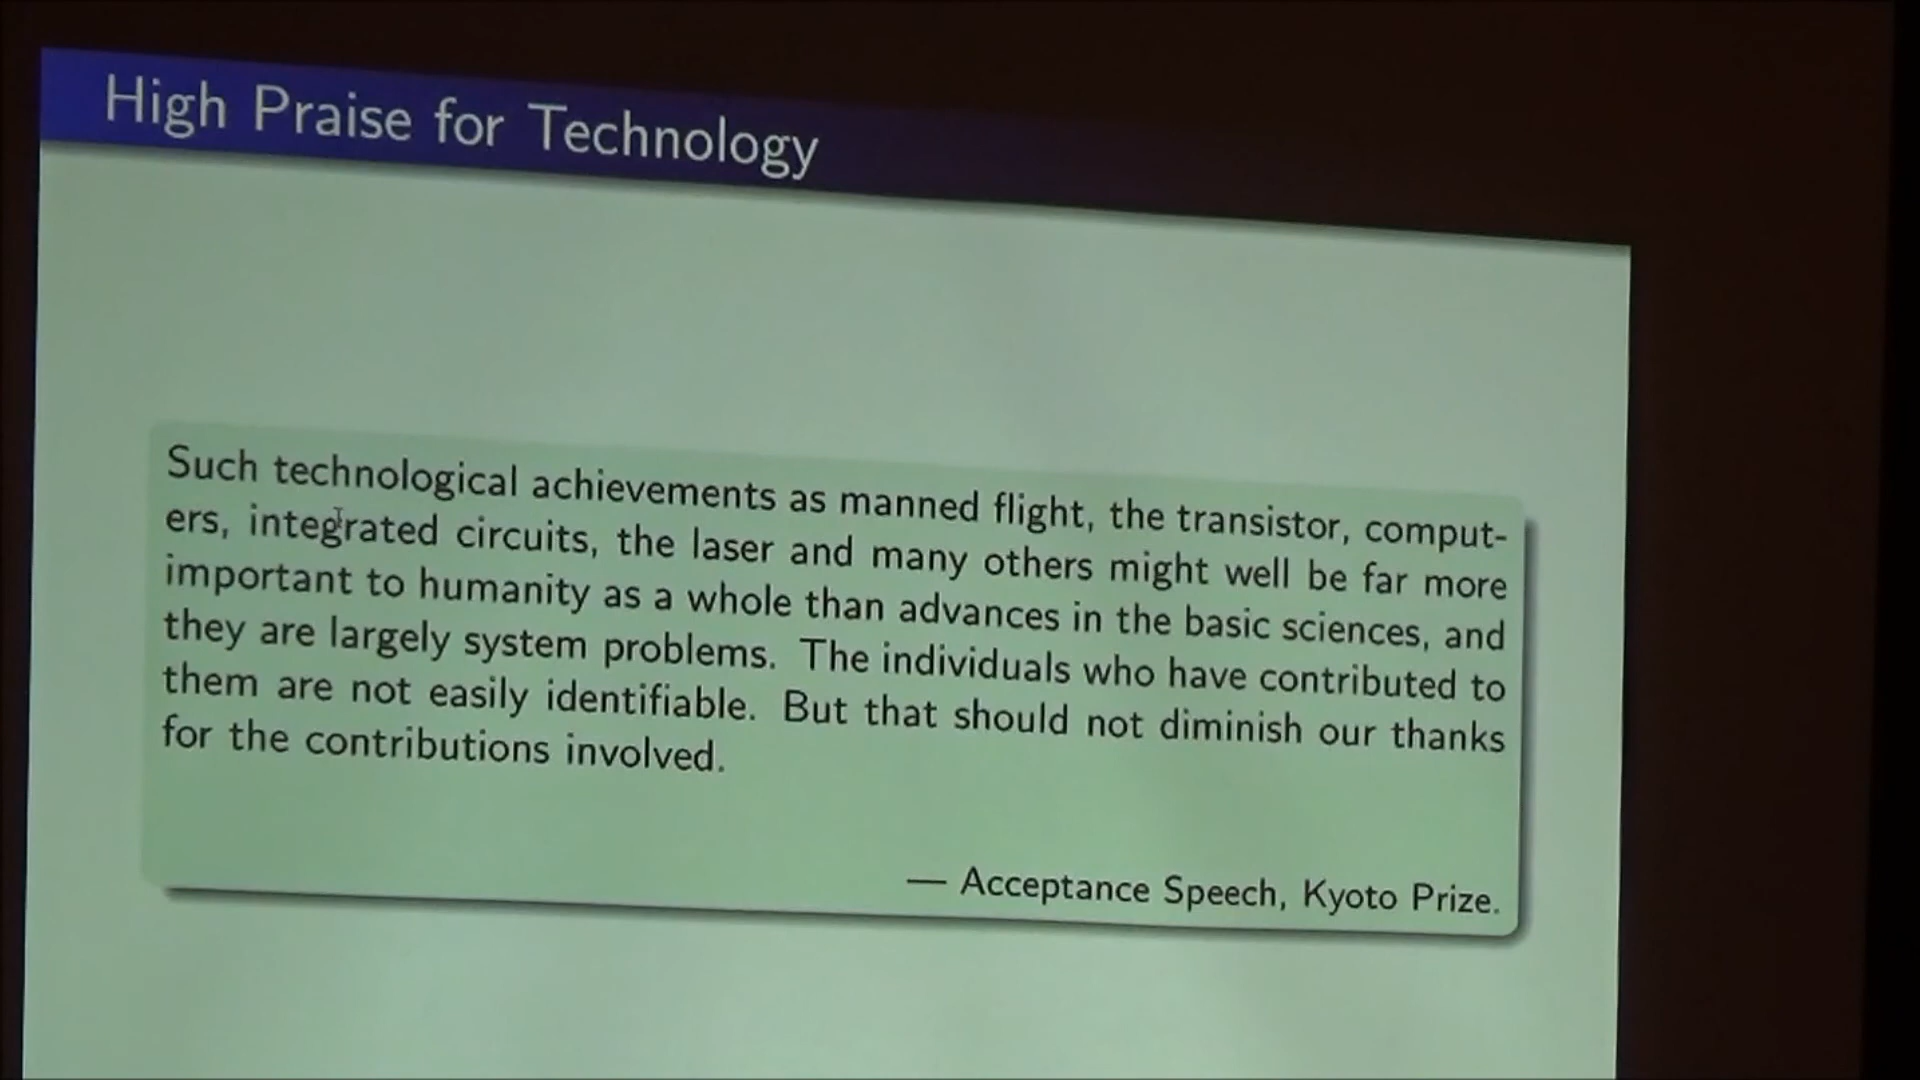 High Praise for Technology
Such technological achievements as manned flight, the transistor, comput-
ers, integrated circuits, the laser and many others might well be far more
important to humanity as a whole than advances in the basic sciences, and
they are largely system problems. The individuals who have contributed to
them are not easily identifiable. But that should not diminish our thanks
for the contributions involved.
— Acceptance Speech, Kyoto Prize.